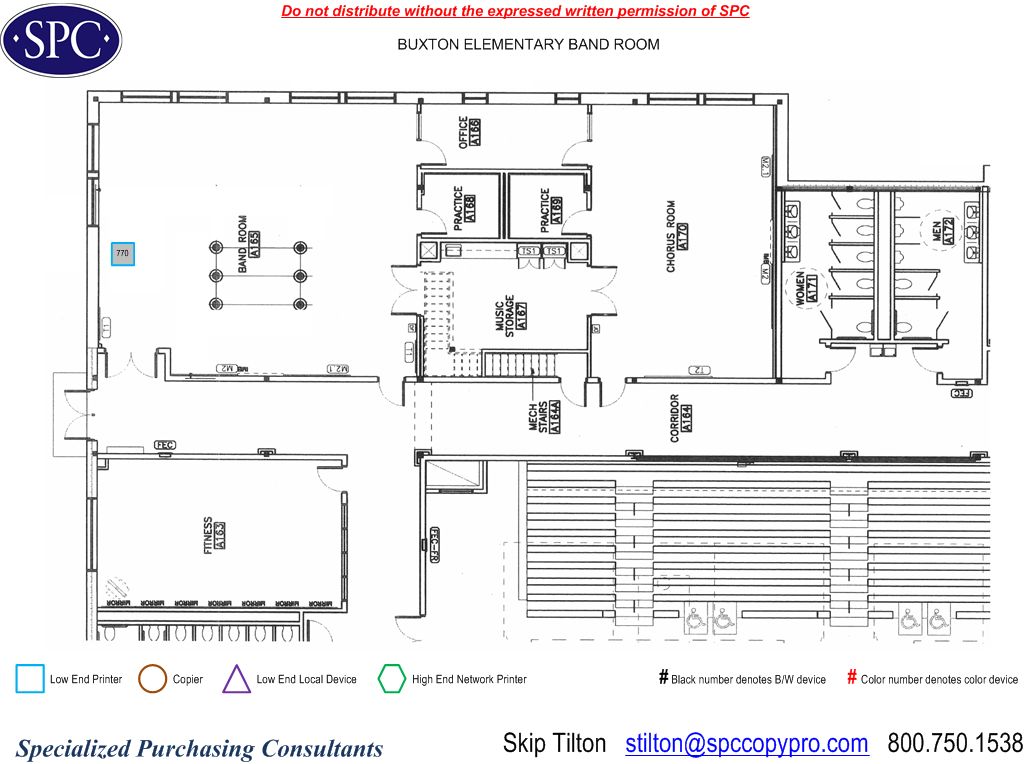 Do not distribute without the expressed written permission of SPC
SPC
BUXTON ELEMENTARY BAND ROOM
OFFICE
A166
PRACTICE
A168
PRACTICE
A169
M2.1
BAND ROOM
A165
770
CHORUS ROOM
A170
MEN
A172
TS1
TS1
M2
WOMEN
A171
MUSIC
STORAGE
A167
T1
T1
M2
M2.1
T2
FEC
MECH
STAIRS
A164A
CORRIDOR
A164
FEC
FITNESS
A163
FEC-FR
MIRROR MIRROR MIRROR MIRROR MIRROR MIRROR MIRROR
Low End Printer
Copier
Low End Local Device
High End Network Printer
# Black number denotes B/W device
# Color number denotes color device
Specialized Purchasing Consultants
Skip Tilton stilton@spccopypro.com 800.750.1538